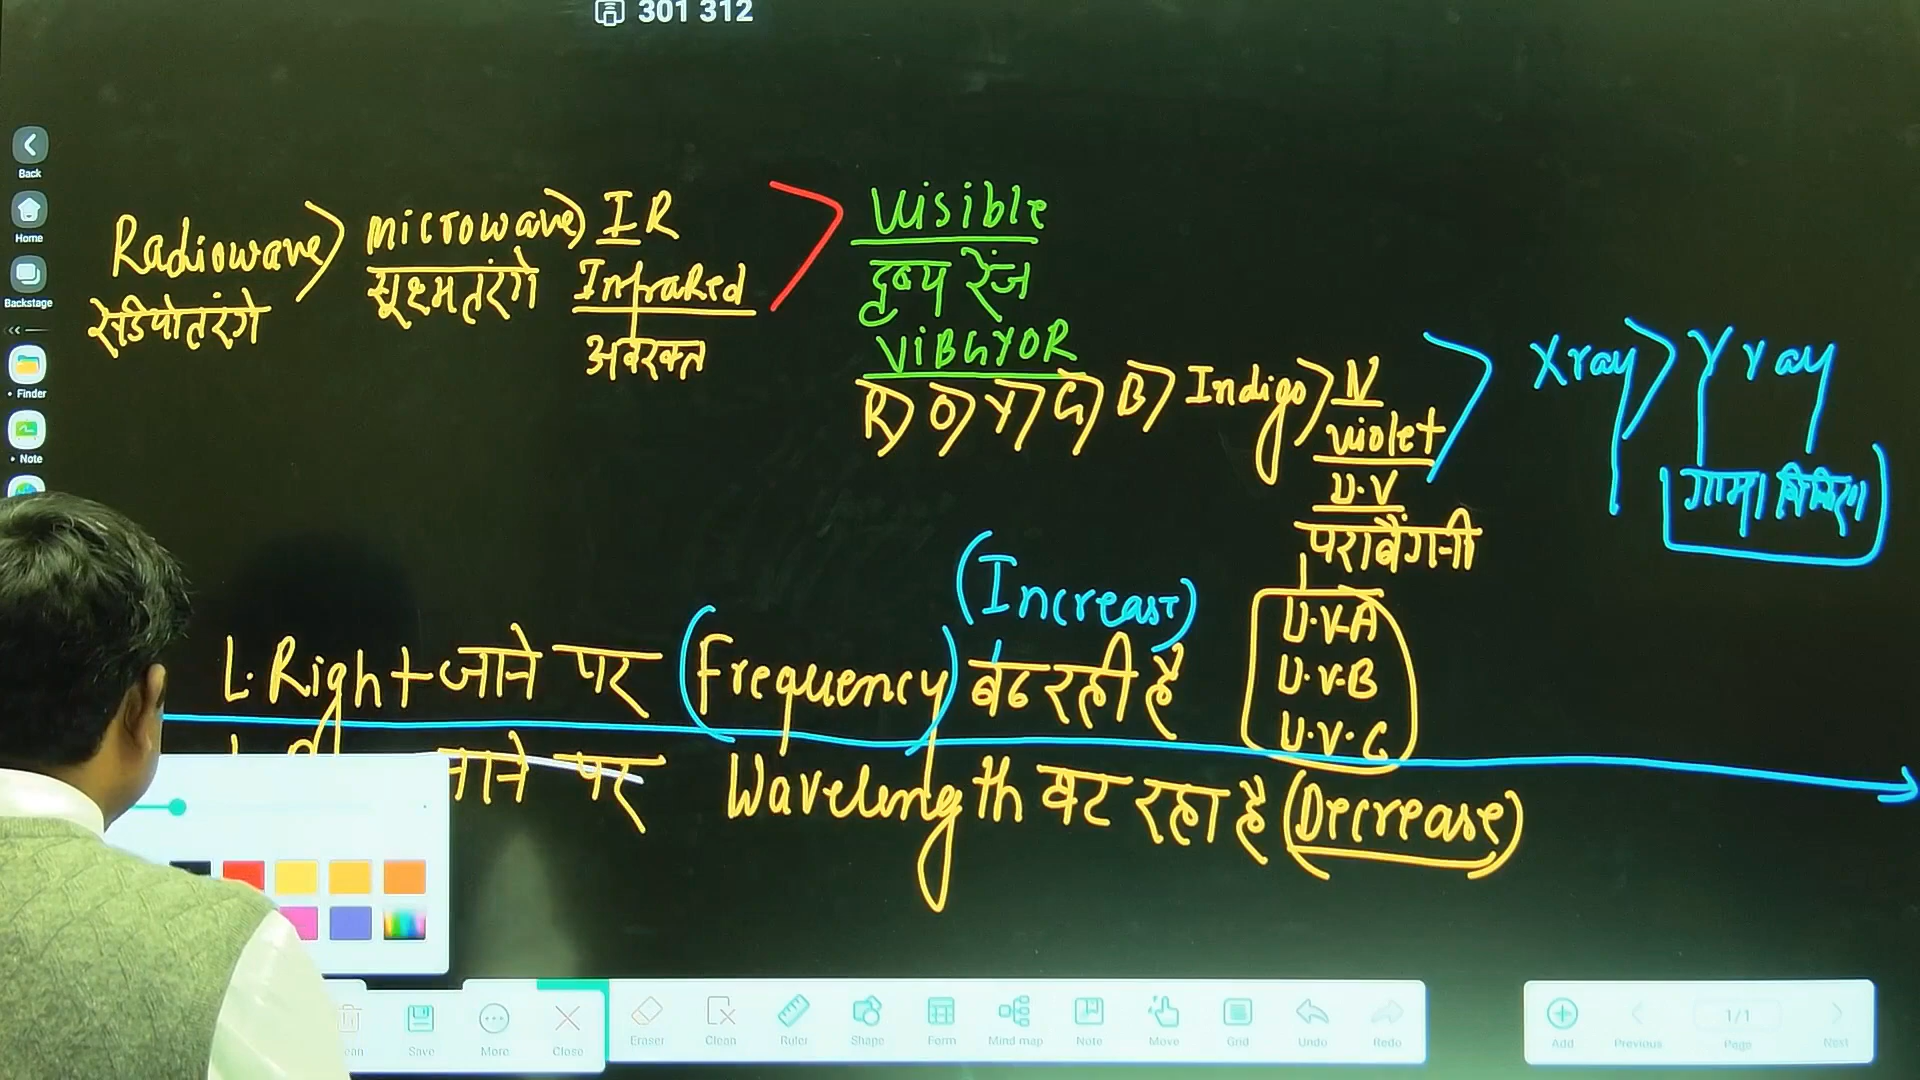 301 312
Back
Home
Backstage
Finder
Note
Radiowave > microwave > IR > Visible
रेडियोतरंगे सूक्ष्मतरंगे InfraRed दृष्य रेंज
अवरक्त VIBGYOR
R> O> Y> G> B> Indigo> V > Xray > γ ray
violet
U.V गामा
पराबैंगनी
(Increase)
U.V.A
U.V.B
U.V.C
L. Right जाने पर (Frequency) बढ रही है
जाने पर Wavelength घट रहा है (Decrease)
Save More Close Eraser Clean Ruler Shape Form Mind map Note Move Grid Undo Redo
Add Previous 1/1 Page Next